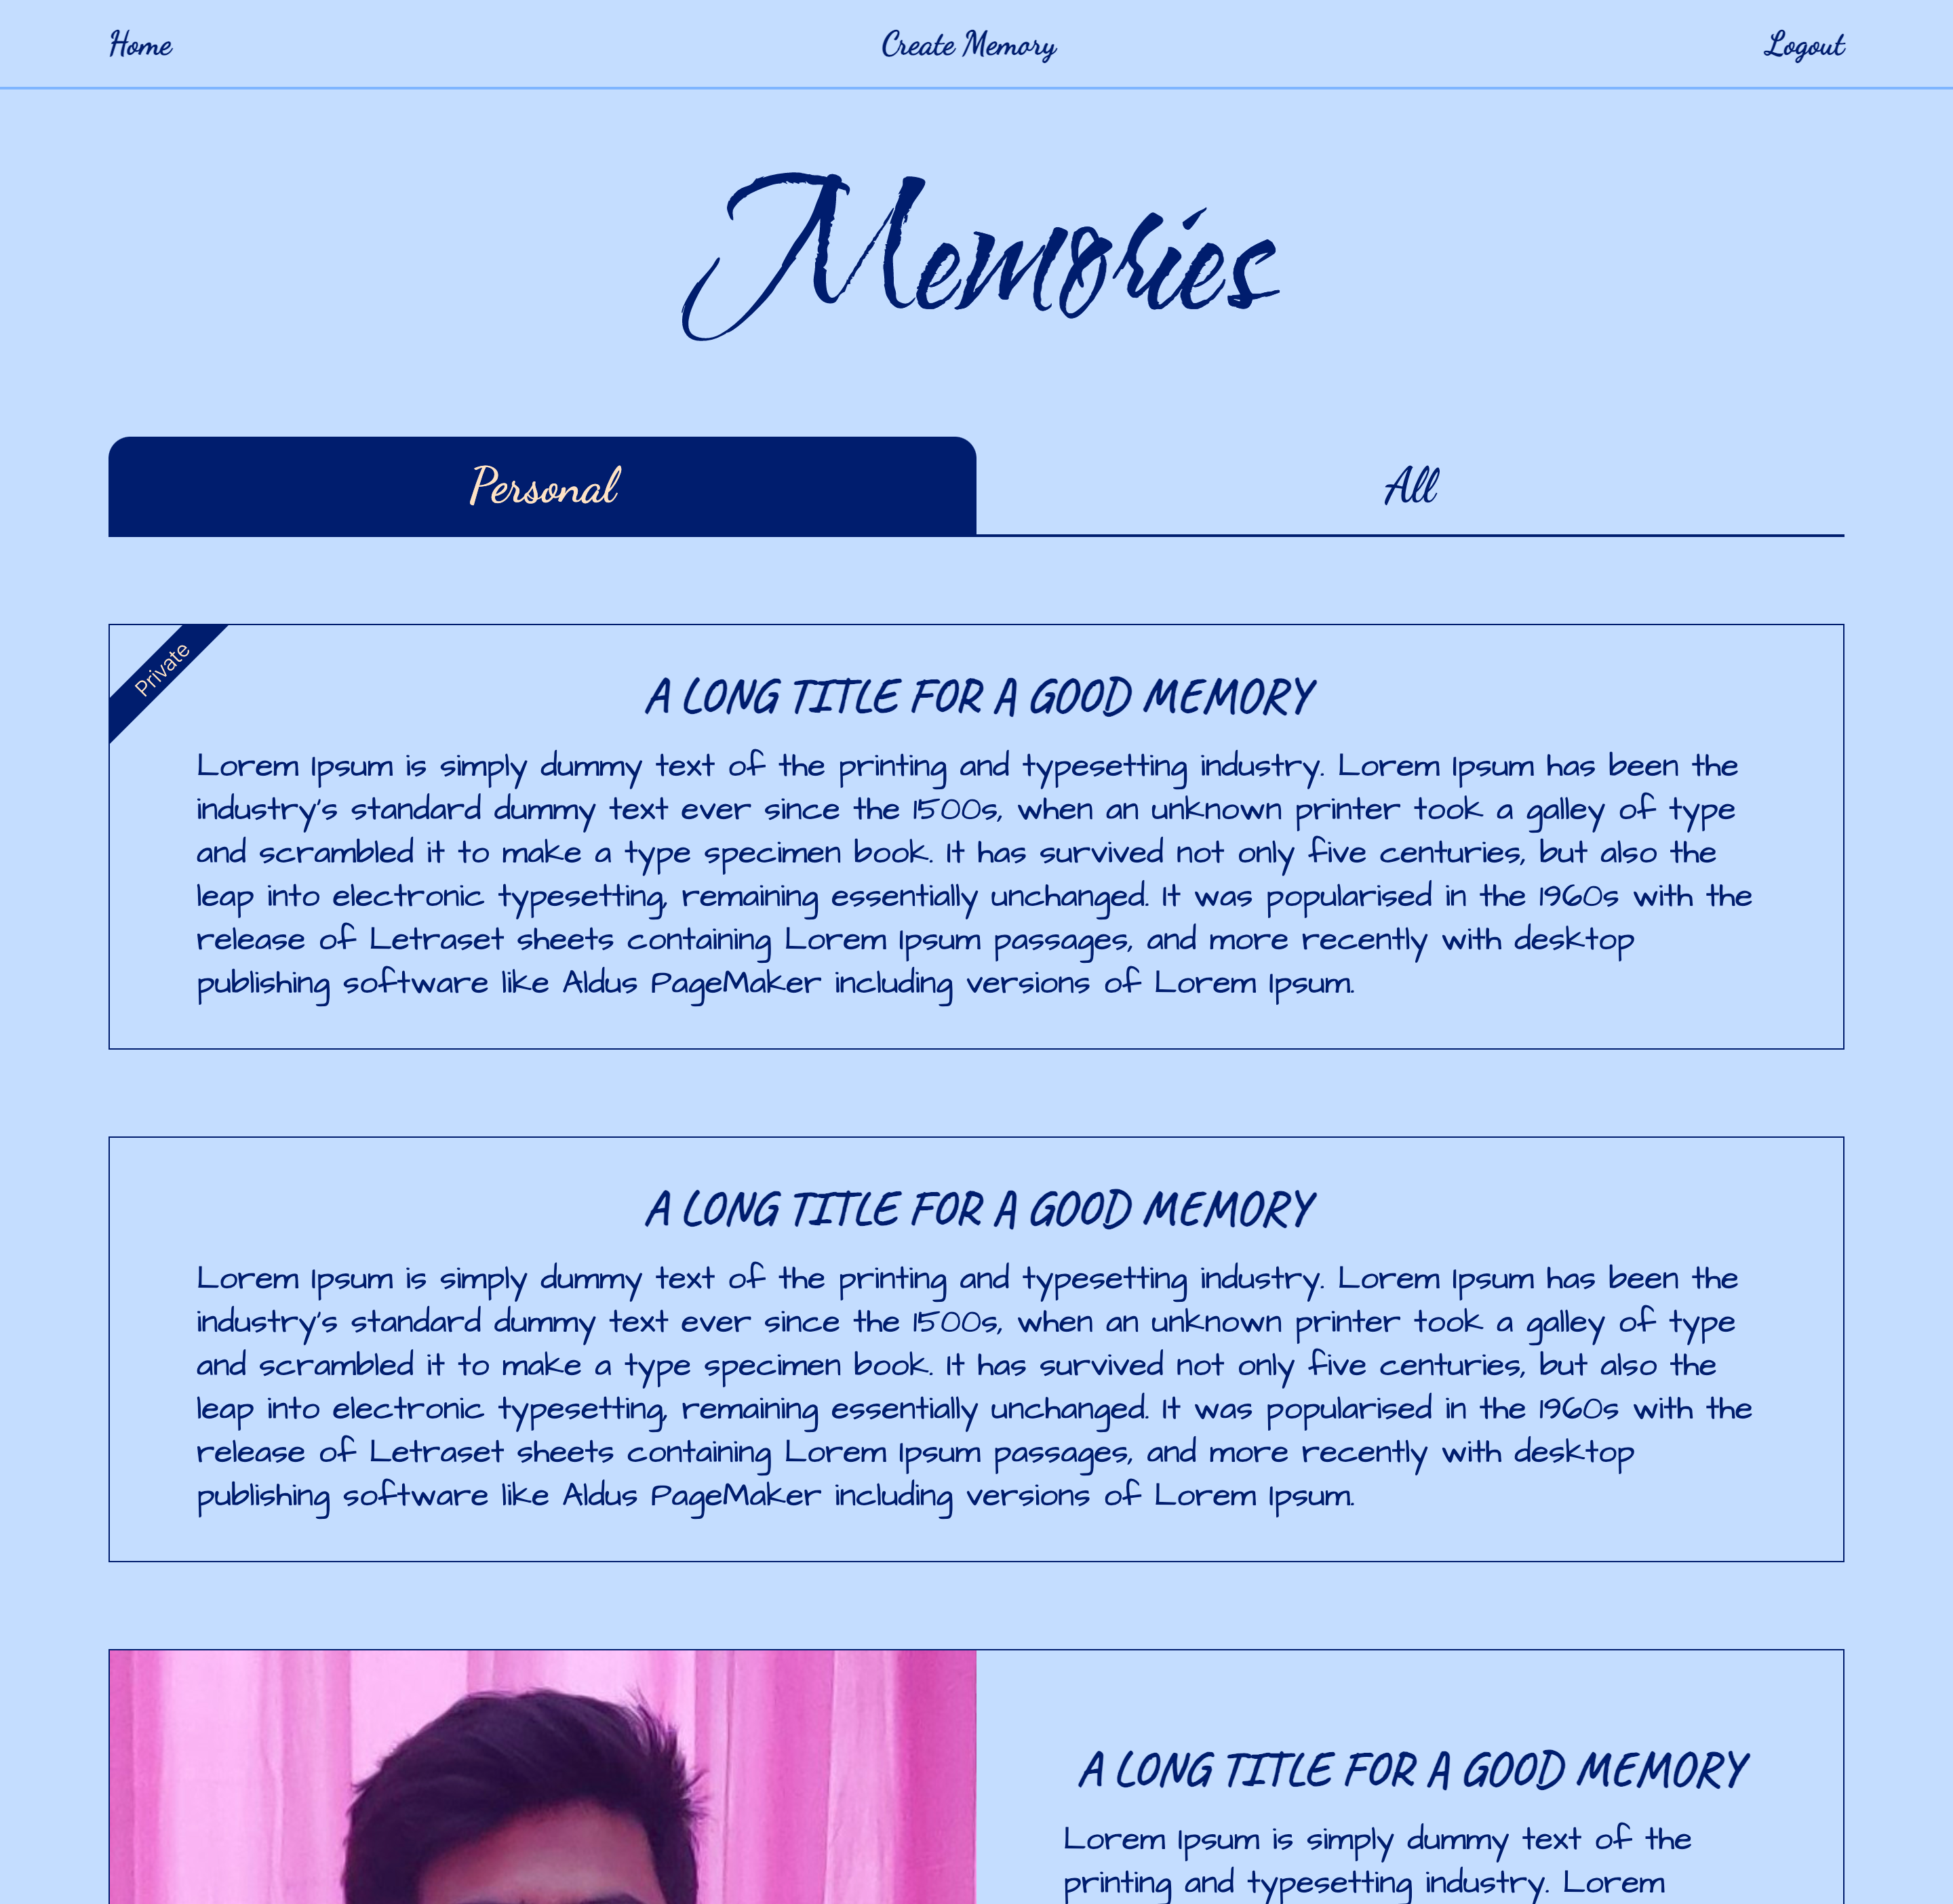 Home
Create Memory
Logout
Memories
Personal
All
Private
A LONG TITLE FOR A GOOD MEMORY
Lorem Ipsum is simply dummy text of the printing and typesetting industry. Lorem Ipsum has been the
industry's standard dummy text ever since the 1500s, when an unknown printer took a galley of type
and scrambled it to make a type specimen book. It has survived not only five centuries, but also the
leap into electronic typesetting, remaining essentially unchanged. It was popularised in the 1960s with the
release of Letraset sheets containing Lorem Ipsum passages, and more recently with desktop
publishing software like Aldus PageMaker including versions of Lorem Ipsum.
A LONG TITLE FOR A GOOD MEMORY
Lorem Ipsum is simply dummy text of the printing and typesetting industry. Lorem Ipsum has been the
industry's standard dummy text ever since the 1500s, when an unknown printer took a galley of type
and scrambled it to make a type specimen book. It has survived not only five centuries, but also the
leap into electronic typesetting, remaining essentially unchanged. It was popularised in the 1960s with the
release of Letraset sheets containing Lorem Ipsum passages, and more recently with desktop
publishing software like Aldus PageMaker including versions of Lorem Ipsum.
A LONG TITLE FOR A GOOD MEMORY
Lorem Ipsum is simply dummy text of the
printing and typesetting industry. Lorem